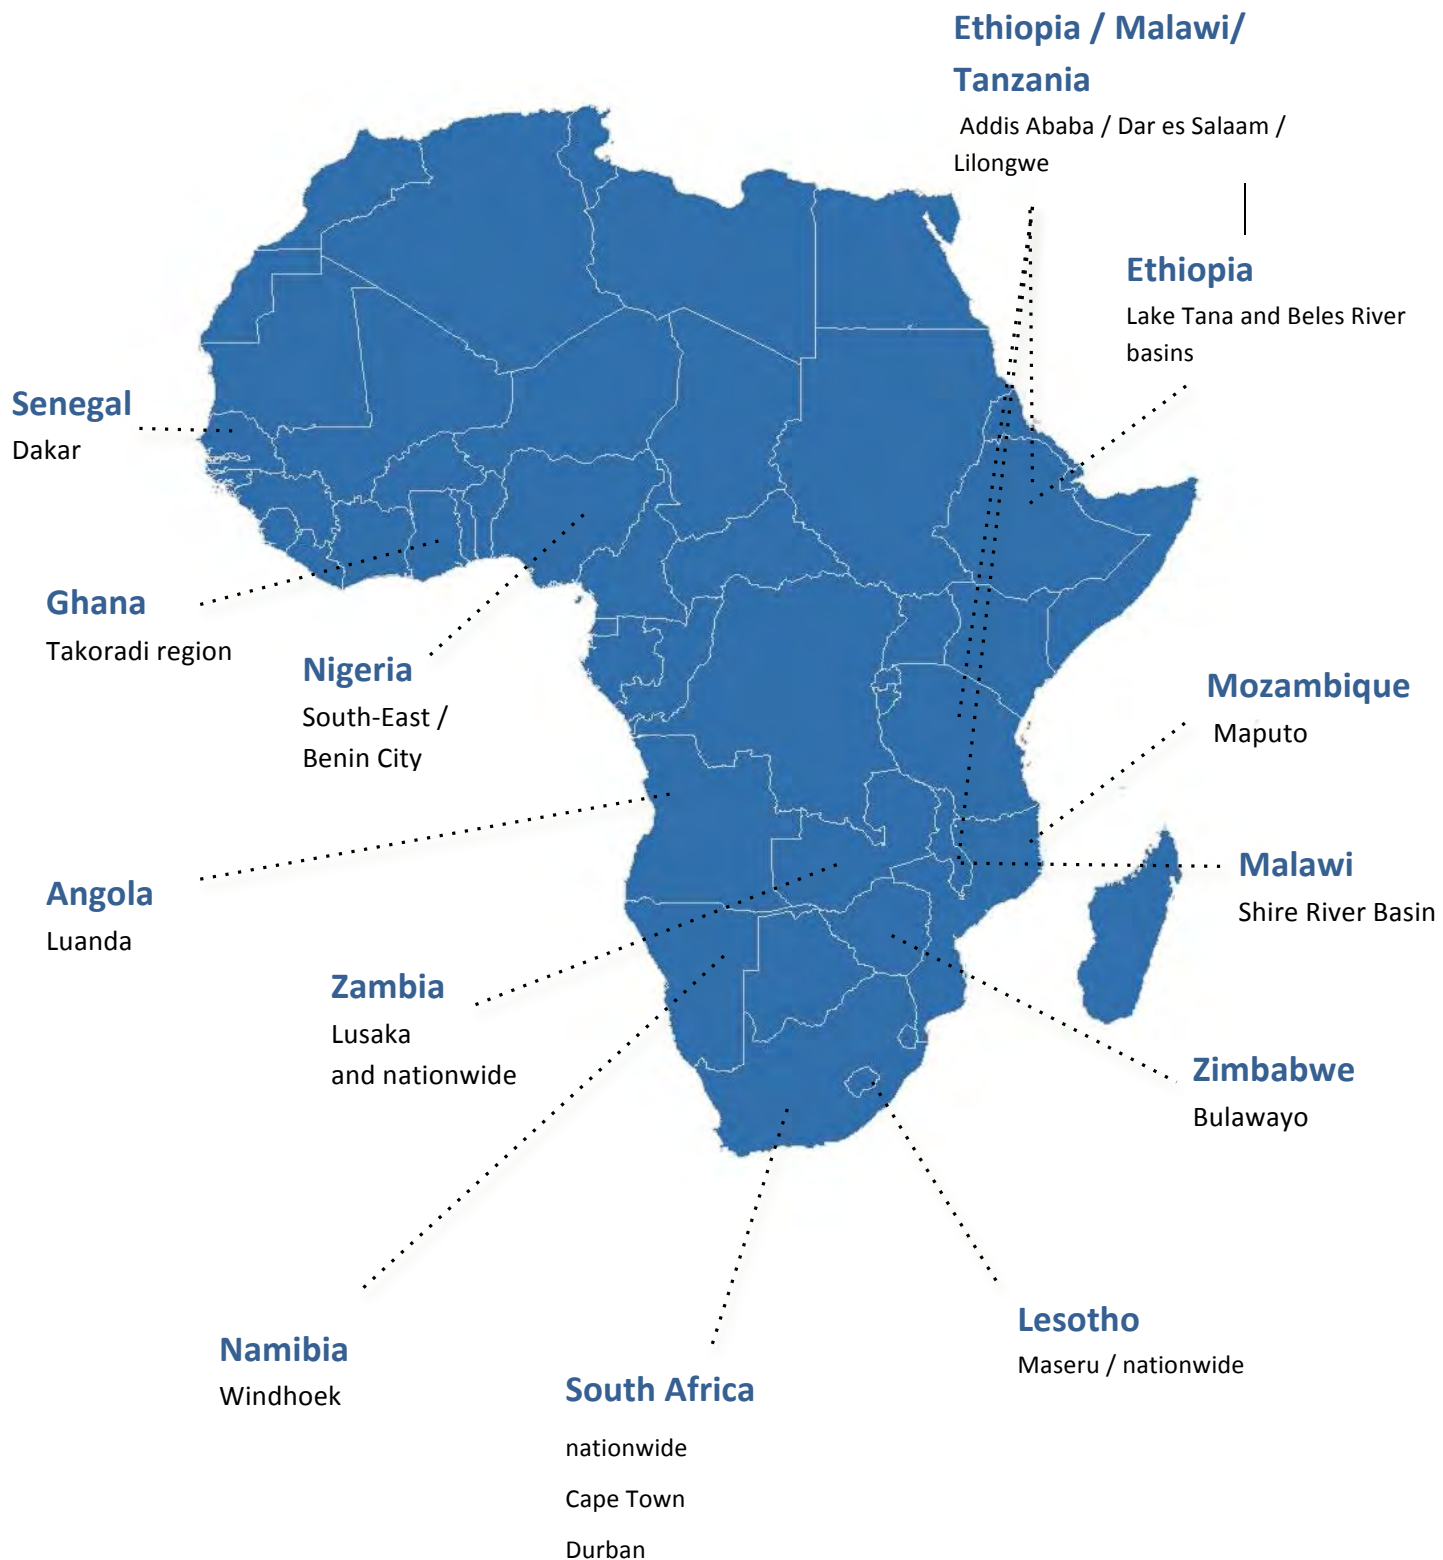 Ethiopia / Malawi/
Tanzania
Addis Ababa / Dar es Salaam /
Lilongwe
Ethiopia
Lake Tana and Beles River
basins
Senegal
Dakar
Ghana
Takoradi region
Nigeria
South-East /
Benin City
Mozambique
Maputo
Angola
Luanda
Malawi
Shire River Basin
Zambia
Lusaka
and nationwide
Zimbabwe
Bulawayo
Namibia
Windhoek
South Africa
nationwide
Cape Town
Durban
Lesotho
Maseru / nationwide